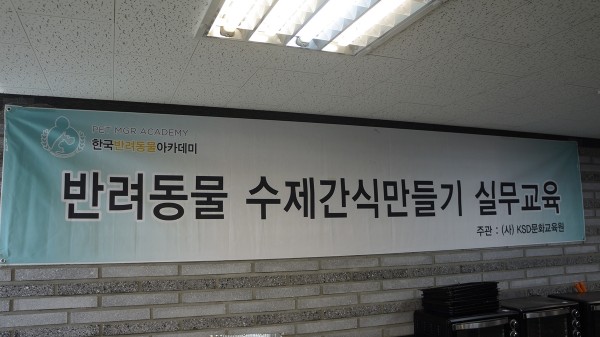 PET MGR ACADEMY
한국반려동물아카데미
반려동물 수제간식만들기 실무교육
주관 : (사) KSD문화교육원